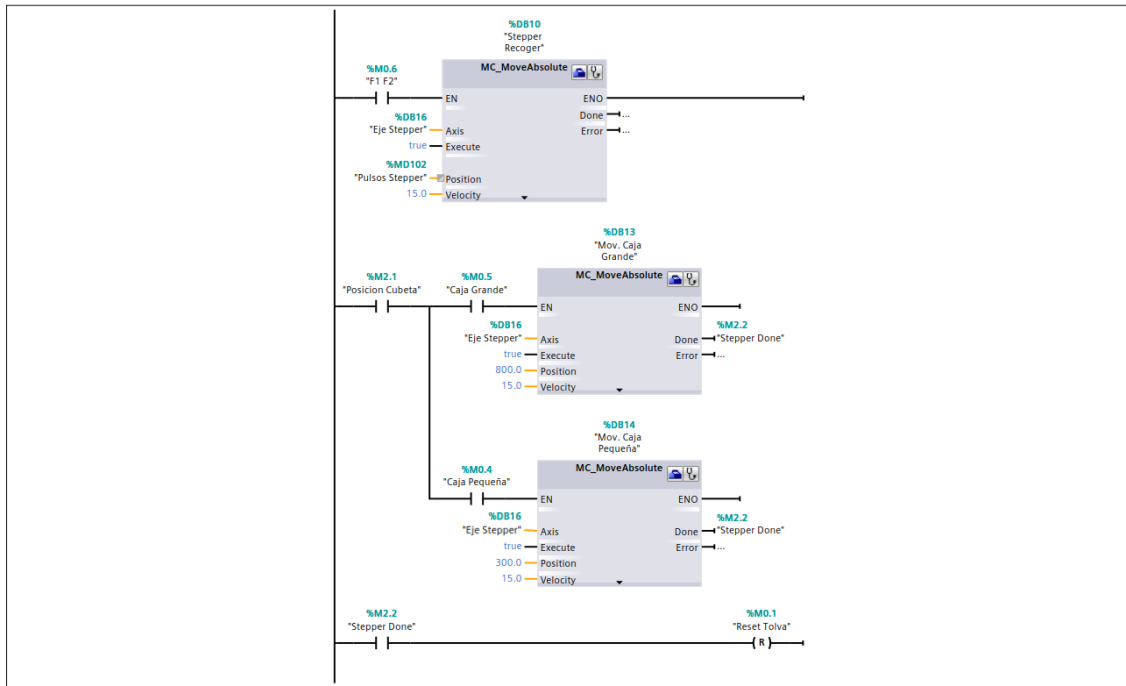 %DB10
"Stepper
Recoger"
%M0.6
"F1 F2"
MC_MoveAbsolute
EN
ENO
Done
...
%DB16
"Eje Stepper"
Axis
Error
...
true
Execute
%MD102
"Pulsos Stepper"
Position
15.0
Velocity
%DB13
"Mov. Caja
Grande"
%M2.1
"Posicion Cubeta"
%M0.5
"Caja Grande"
MC_MoveAbsolute
EN
ENO
%DB16
"Eje Stepper"
Axis
%M2.2
Done
"Stepper Done"
true
Execute
Error
...
800.0
Position
15.0
Velocity
%DB14
"Mov. Caja
Pequeña"
%M0.4
"Caja Pequeña"
MC_MoveAbsolute
EN
ENO
%DB16
"Eje Stepper"
Axis
%M2.2
Done
"Stepper Done"
true
Execute
Error
...
300.0
Position
15.0
Velocity
%M2.2
"Stepper Done"
%M0.1
"Reset Tolva"
R